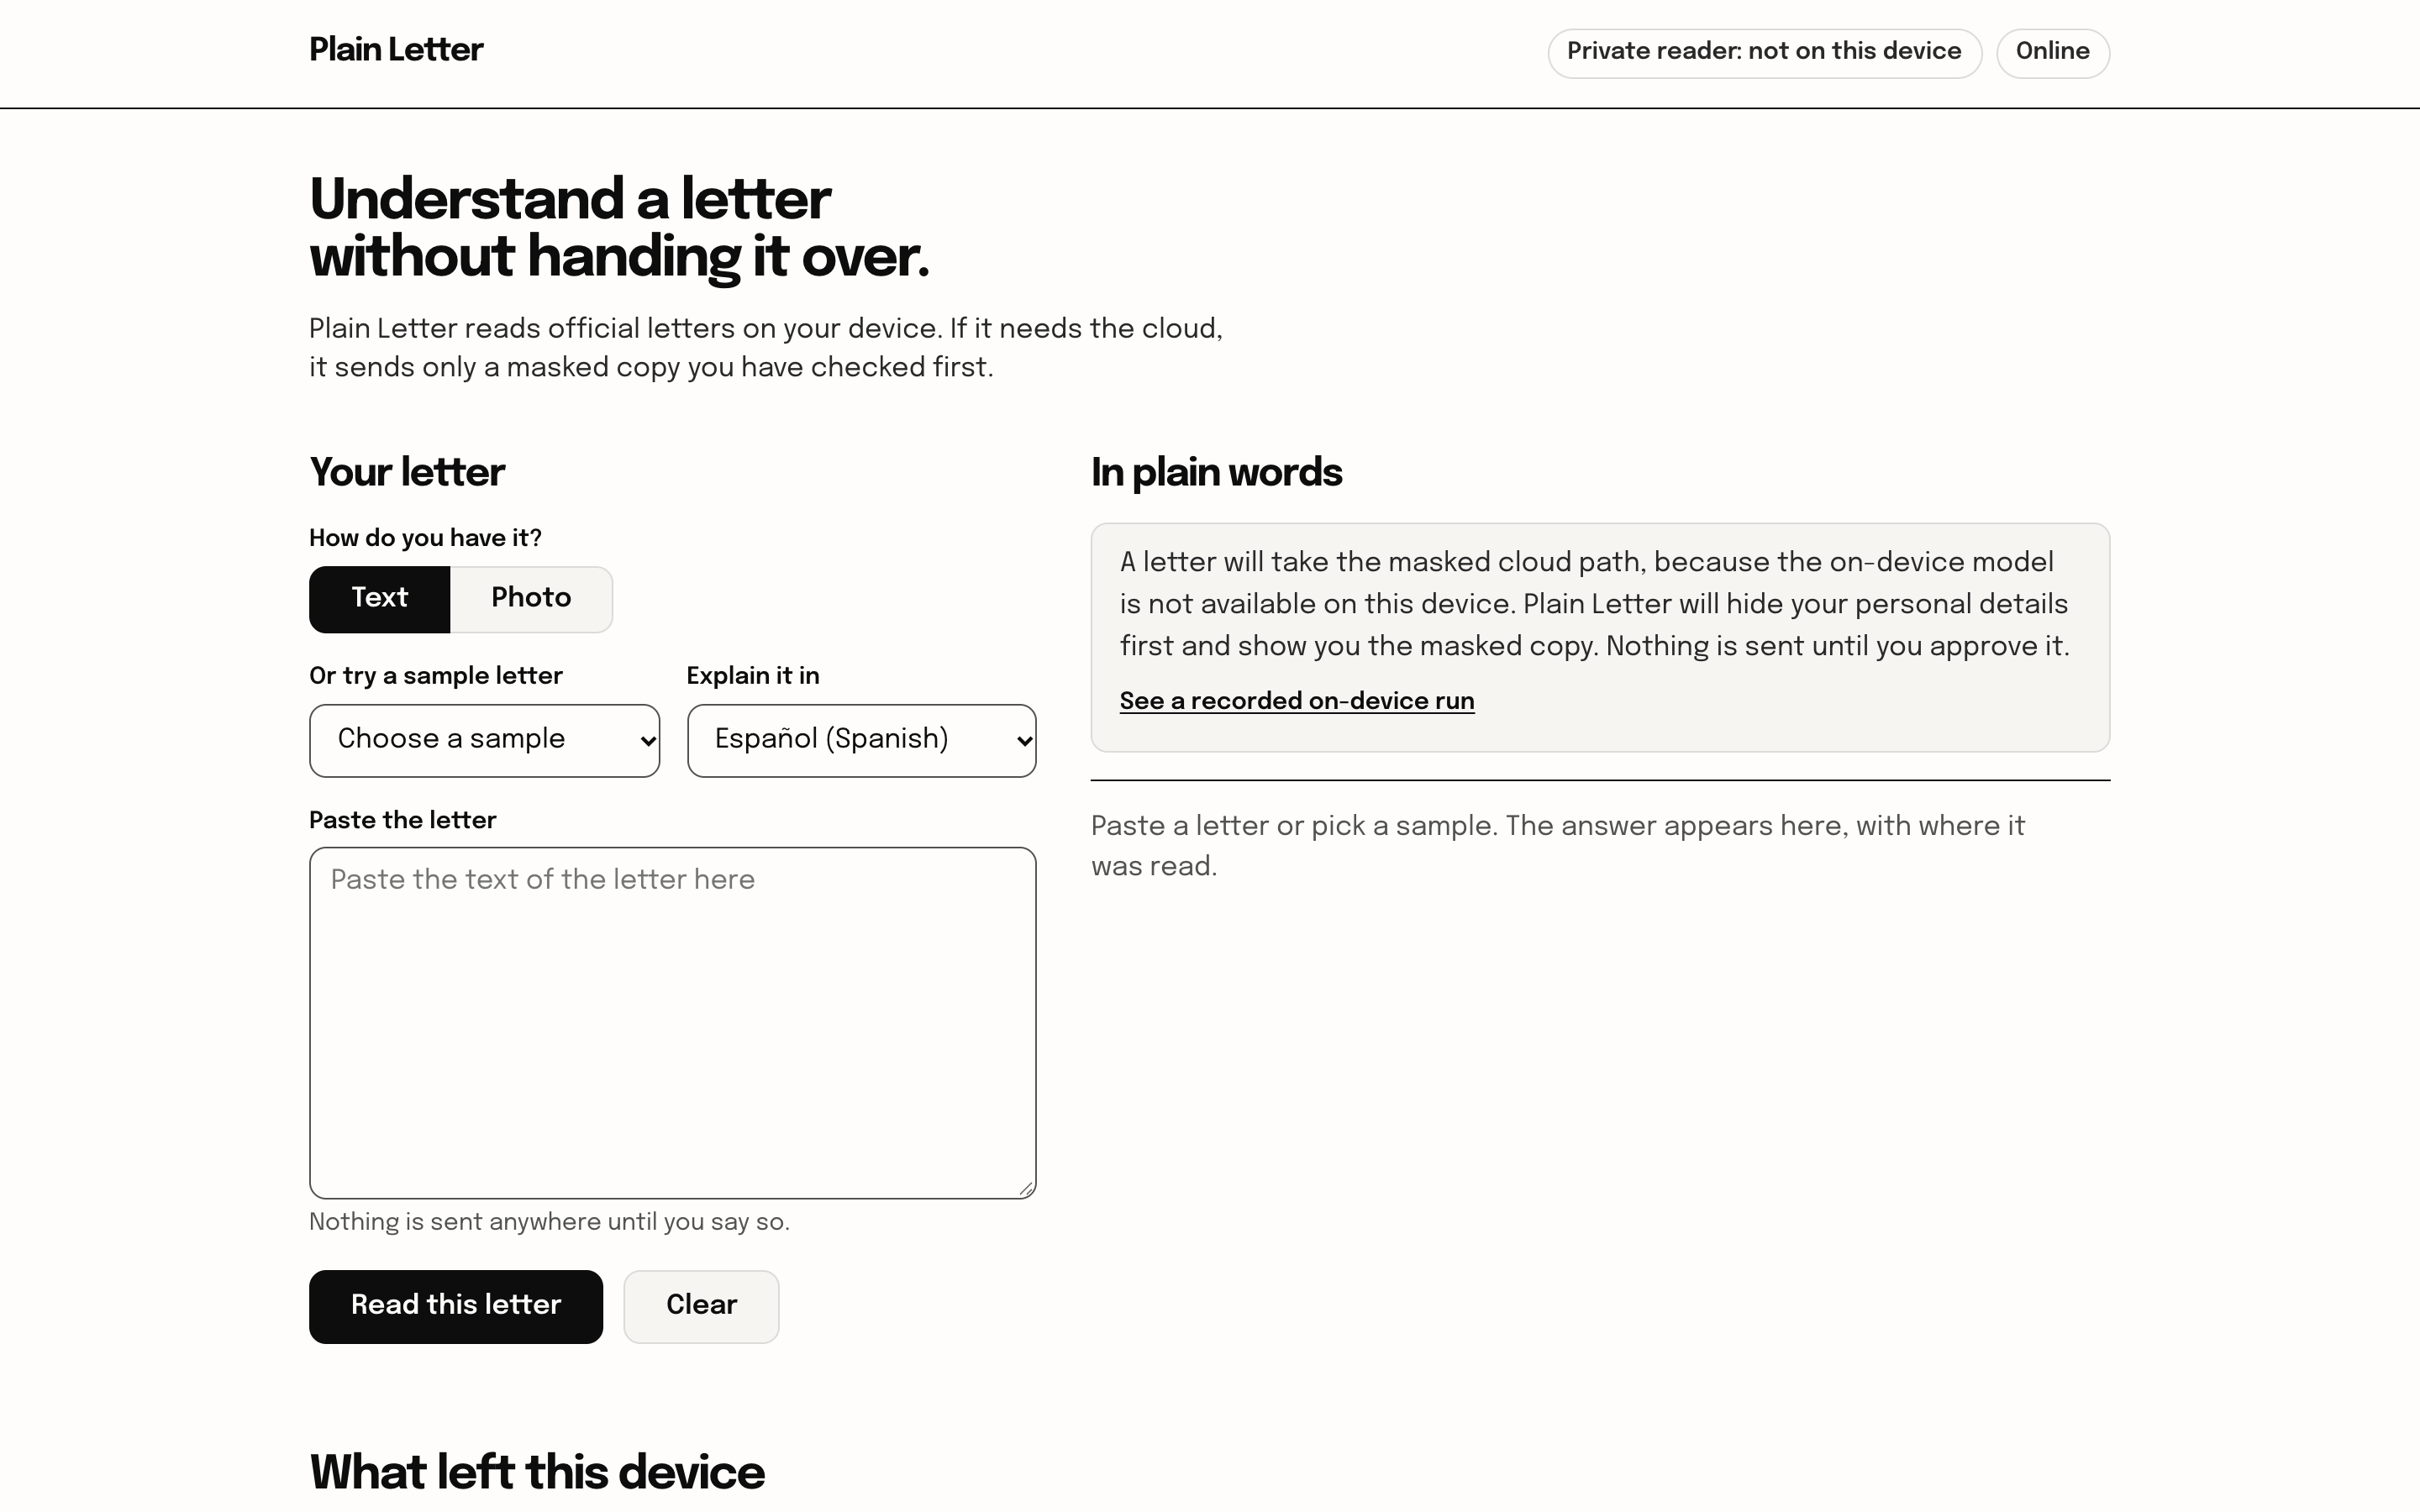 Plain Letter
Private reader: not on this device
Online
Understand a letter
without handing it over.
Plain Letter reads official letters on your device. If it needs the cloud,
it sends only a masked copy you have checked first.
Your letter
How do you have it?
Text
Photo
Or try a sample letter
Explain it in
Choose a sample
Español (Spanish)
Paste the letter
Paste the text of the letter here
Nothing is sent anywhere until you say so.
Read this letter
Clear
In plain words
A letter will take the masked cloud path, because the on-device model
is not available on this device. Plain Letter will hide your personal details
first and show you the masked copy. Nothing is sent until you approve it.
See a recorded on-device run
Paste a letter or pick a sample. The answer appears here, with where it
was read.
What left this device